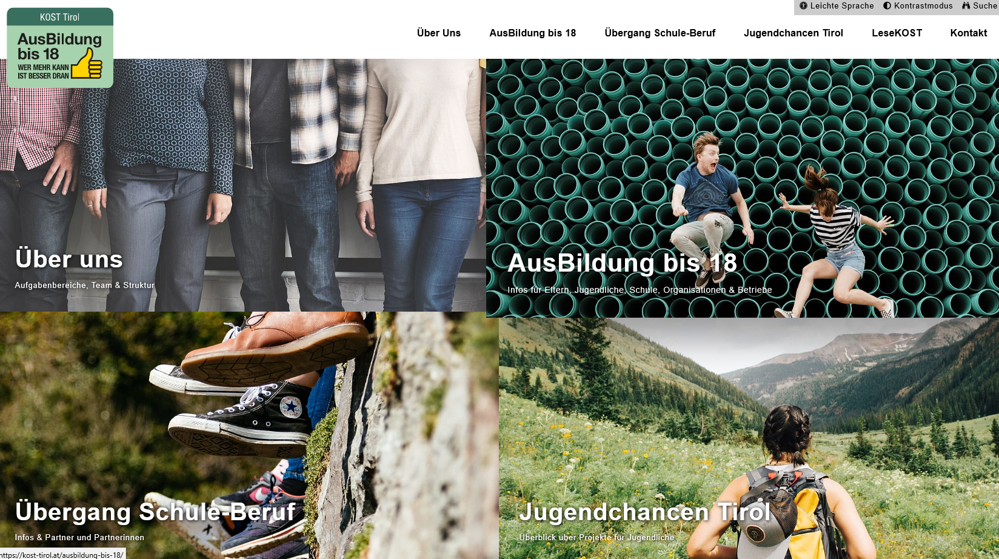 Leichte Sprache Kontrastmodus Suche
KOST Tirol
AusBildung
bis 18
WER MEHR KANN
IST BESSER DRAN
Über Uns AusBildung bis 18 Übergang Schule-Beruf Jugendchancen Tirol LeseKOST Kontakt
Über uns
Aufgabenbereiche, Team & Struktur
AusBildung bis 18
Infos für Eltern, Jugendliche, Schule, Organisationen & Betriebe
Übergang Schule-Beruf
Infos & Partner und Partnerinnen
Jugendchancen Tirol
Überblick über Projekte für Jugendliche
https://kost-tirol.at/ausbildung-bis-18/